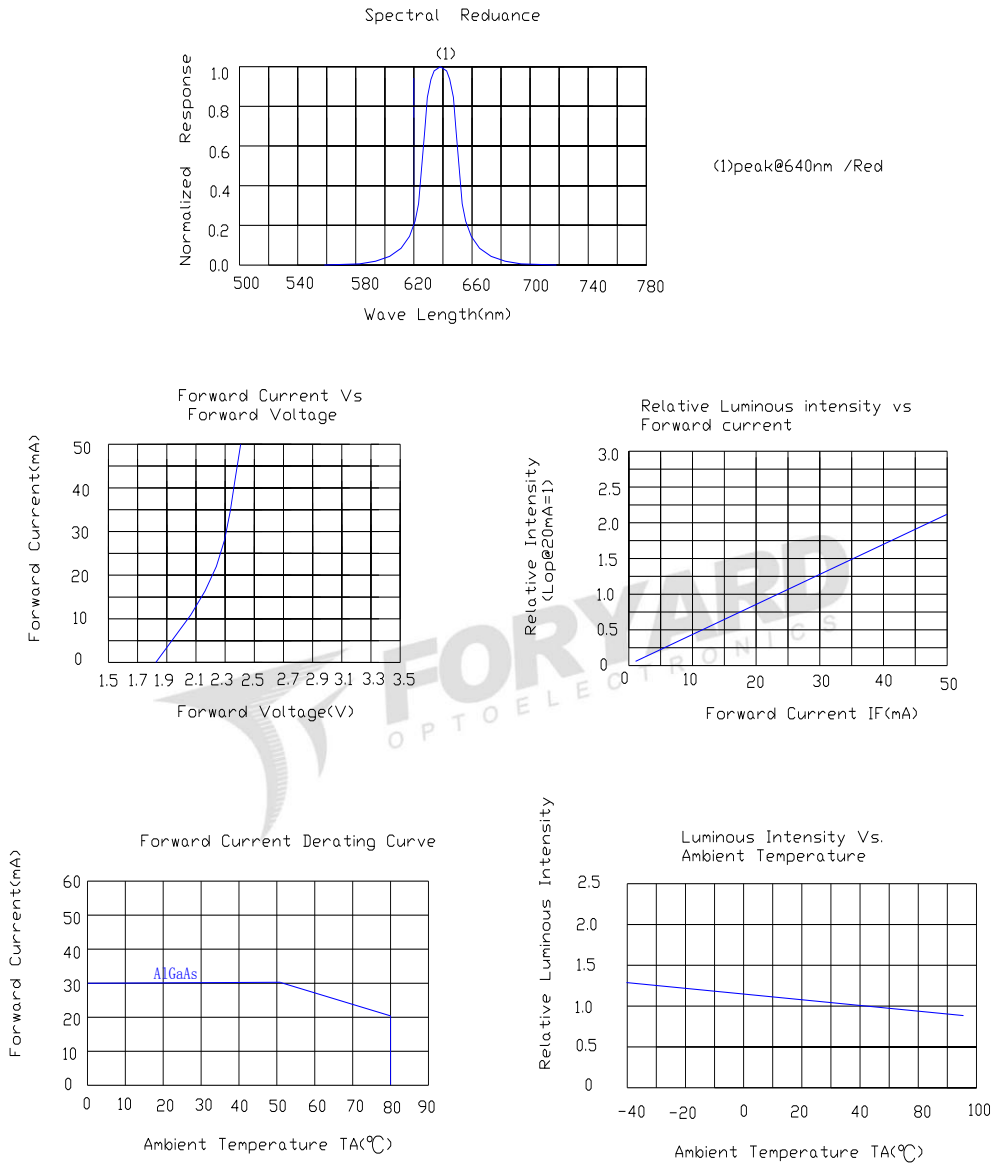 Spectral Reduance
(1)
Normalized Response
1.0
0.8
0.6
0.4
0.2
0.0
500 540 580 620 660 700 740 780
Wave Length(nm)
(1)peak@640nm /Red
Forward Current Vs
Forward Voltage
Forward Current(mA)
50
40
30
20
10
0
1.5 1.7 1.9 2.1 2.3 2.5 2.7 2.9 3.1 3.3 3.5
Forward Voltage(V)
Relative Luminous intensity vs
Forward current
Relative Intensity
(Lop@20mA=1)
3.0
2.5
2.0
1.5
1.0
0.5
0
0 10 20 30 40 50
Forward Current IF(mA)
FORYARD
OPTOELECTRONICS
Forward Current Derating Curve
Forward Current(mA)
60
50
40
30
20
10
0
AlGaAs
0 10 20 30 40 50 60 70 80 90
Ambient Temperature TA(℃)
Luminous Intensity Vs.
Ambient Temperature
Relative Luminous Intensity
2.5
2.0
1.5
1.0
0.5
0
-40 -20 0 20 40 80 100
Ambient Temperature TA(℃)